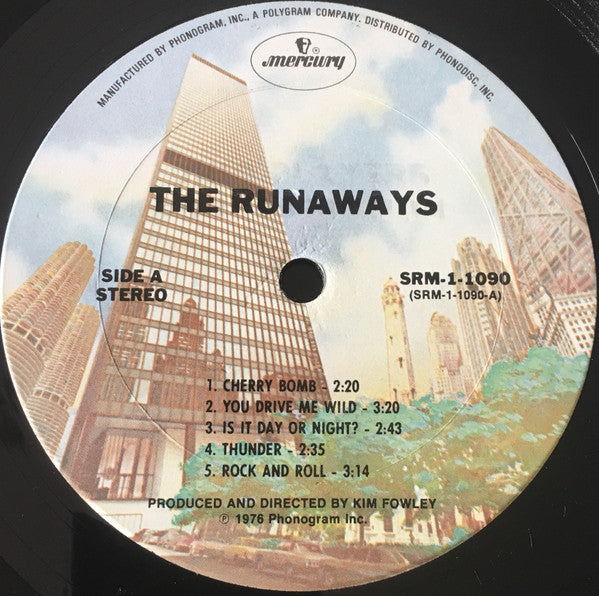 MANUFACTURED BY PHONOGRAM, INC., A POLYGRAM COMPANY. DISTRIBUTED BY PHONODISC, INC.
®
mercury
THE RUNAWAYS
SIDE A
STEREO
SRM-1-1090
(SRM-1-1090-A)
1. CHERRY BOMB - 2:20
2. YOU DRIVE ME WILD - 3:20
3. IS IT DAY OR NIGHT? - 2:43
4. THUNDER - 2:35
5. ROCK AND ROLL - 3:14
PRODUCED AND DIRECTED BY KIM FOWLEY
℗ 1976 Phonogram Inc.